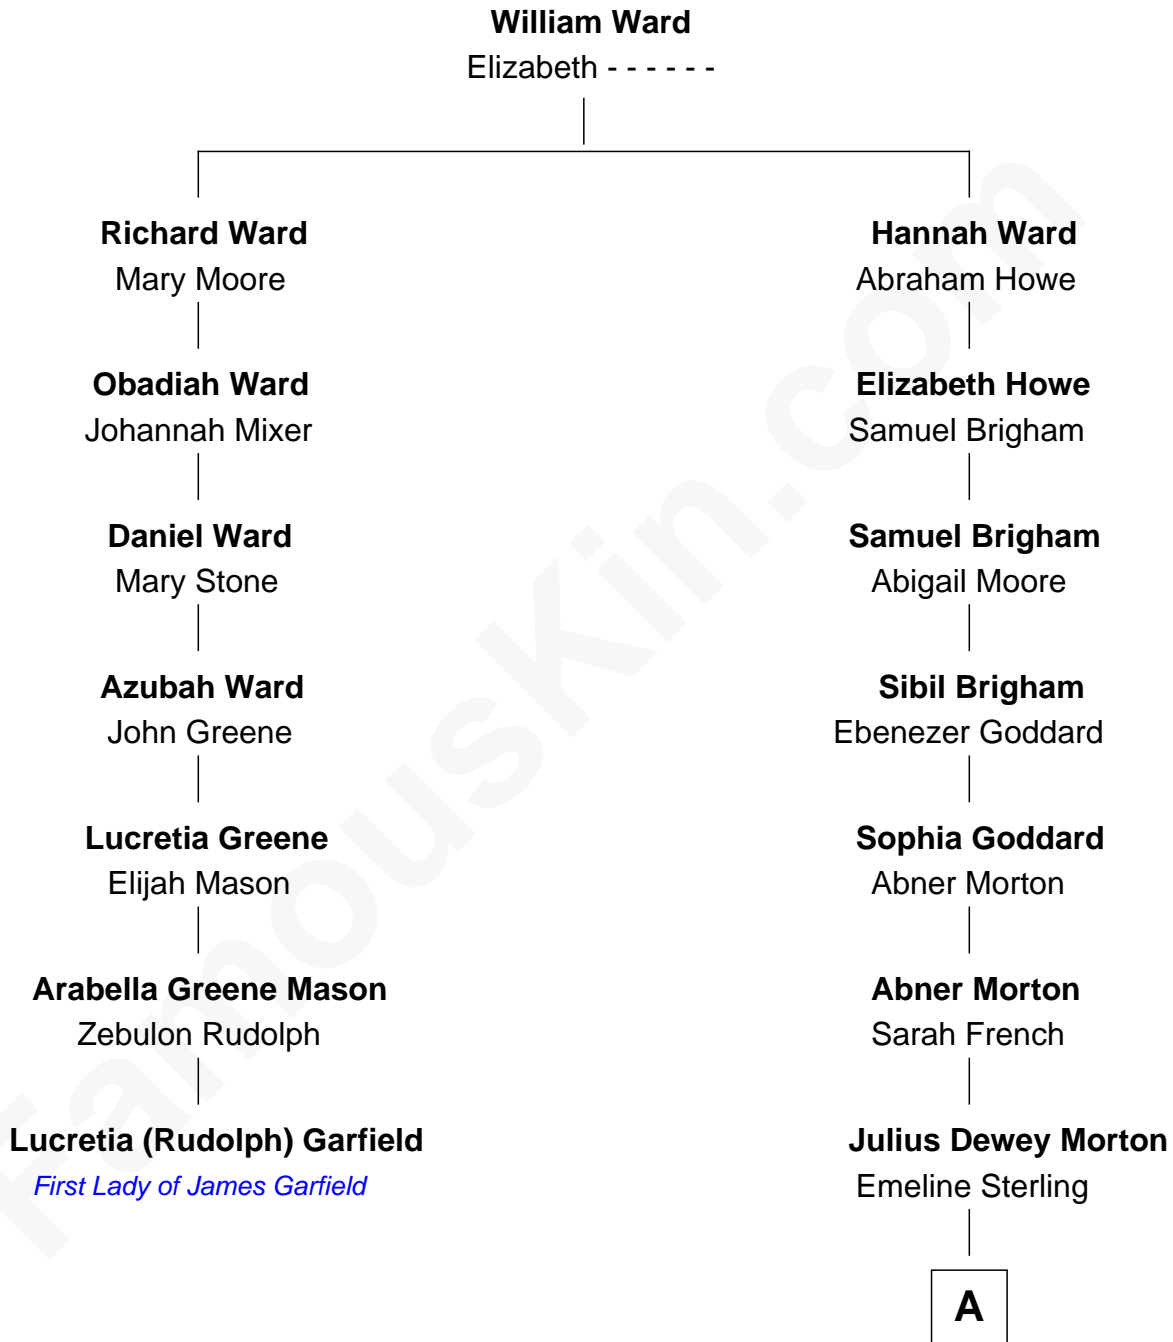 William Ward
Elizabeth - - - - - -
Richard Ward
Mary Moore
Obadiah Ward
Johannah Mixer
Daniel Ward
Mary Stone
Azubah Ward
John Greene
Lucretia Greene
Elijah Mason
Arabella Greene Mason
Zebulon Rudolph
Lucretia (Rudolph) Garfield
First Lady of James Garfield
Hannah Ward
Abraham Howe
Elizabeth Howe
Samuel Brigham
Samuel Brigham
Abigail Moore
Sibil Brigham
Ebenezer Goddard
Sophia Goddard
Abner Morton
Abner Morton
Sarah French
Julius Dewey Morton
Emeline Sterling
A
FamousKin.com